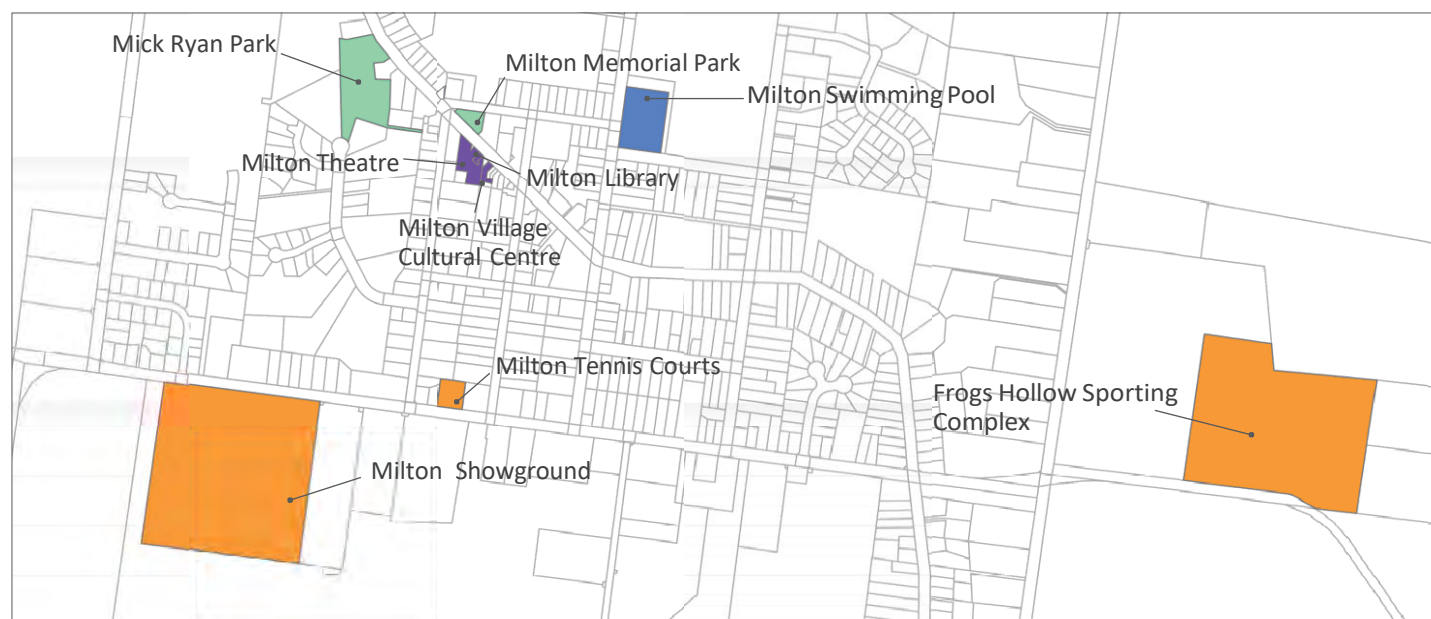 Mick Ryan Park
Milton Memorial Park
Milton Swimming Pool
Milton Theatre
Milton Library
Milton Village
Cultural Centre
Milton Tennis Courts
Frogs Hollow Sporting
Complex
Milton Showground